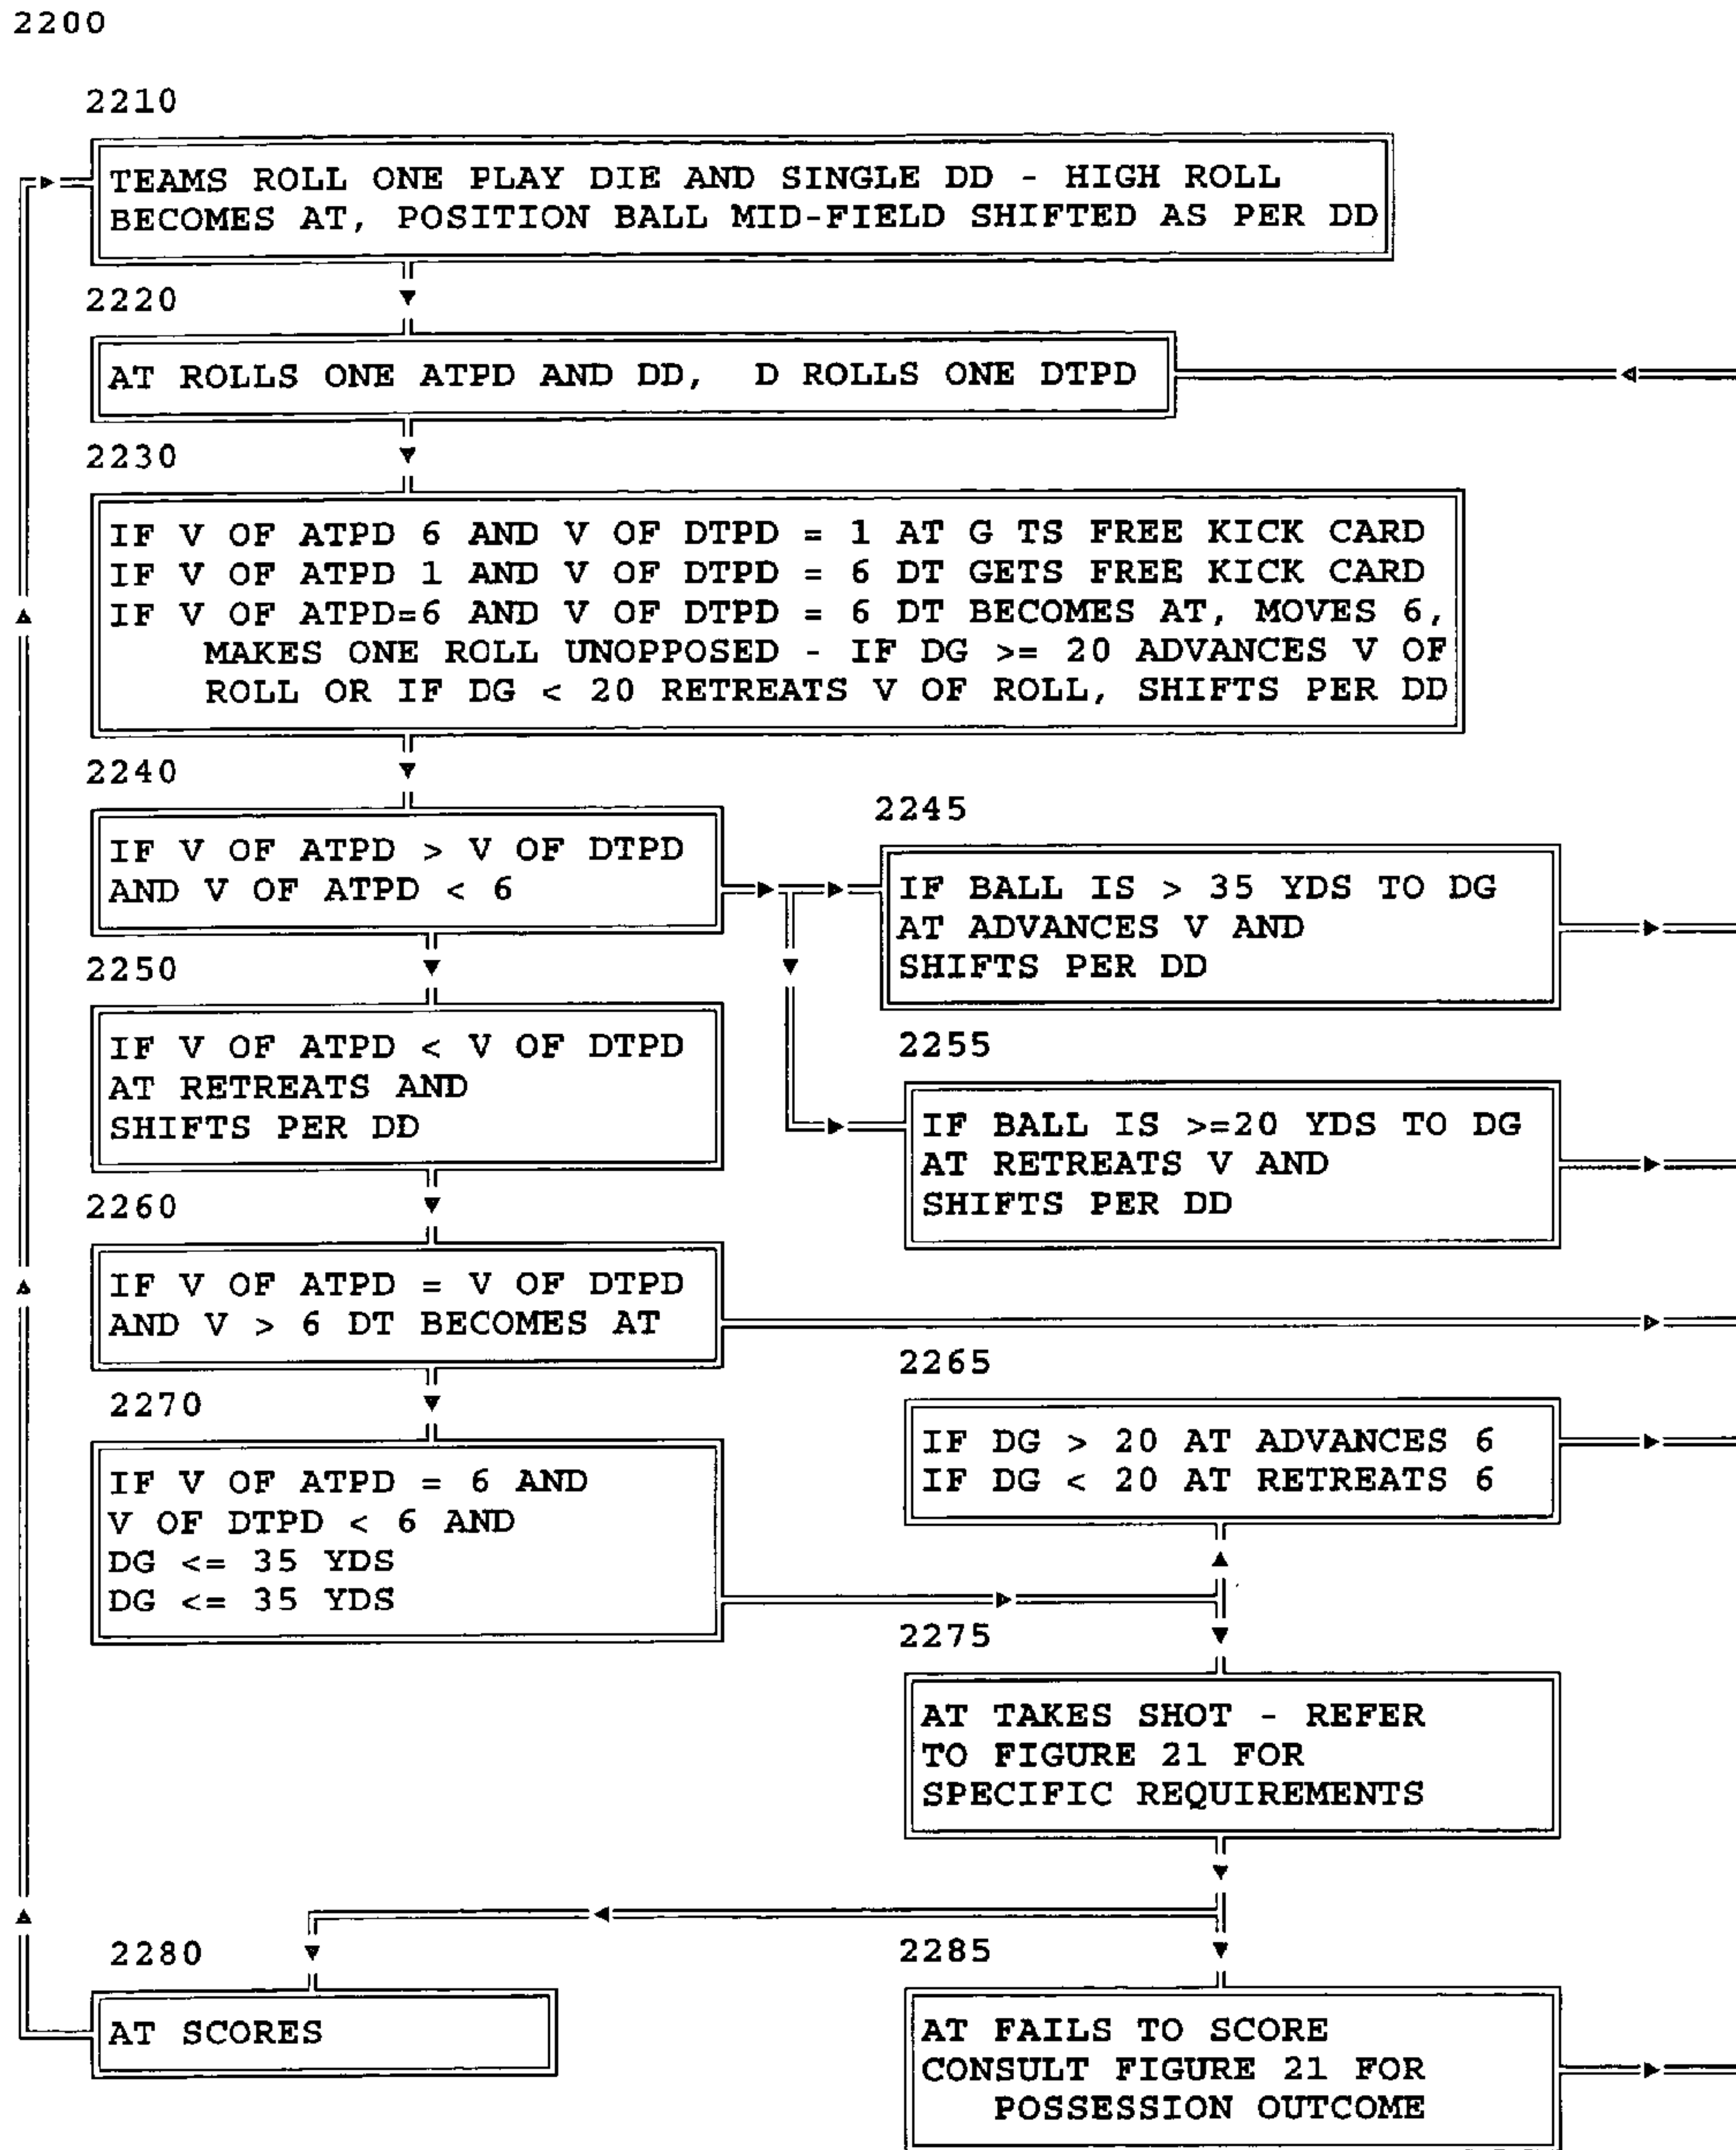 2200
2210
TEAMS ROLL ONE PLAY DIE AND SINGLE DD - HIGH ROLL
BECOMES AT, POSITION BALL MID-FIELD SHIFTED AS PER DD
2220
AT ROLLS ONE ATPD AND DD, D ROLLS ONE DTPD
2230
IF V OF ATPD 6 AND V OF DTPD = 1 AT G TS FREE KICK CARD
IF V OF ATPD 1 AND V OF DTPD = 6 DT GETS FREE KICK CARD
IF V OF ATPD=6 AND V OF DTPD = 6 DT BECOMES AT, MOVES 6,
MAKES ONE ROLL UNOPPOSED - IF DG >= 20 ADVANCES V OF
ROLL OR IF DG < 20 RETREATS V OF ROLL, SHIFTS PER DD
2240
IF V OF ATPD > V OF DTPD
AND V OF ATPD < 6
2245
IF BALL IS > 35 YDS TO DG
AT ADVANCES V AND
SHIFTS PER DD
2250
IF V OF ATPD < V OF DTPD
AT RETREATS AND
SHIFTS PER DD
2255
IF BALL IS >=20 YDS TO DG
AT RETREATS V AND
SHIFTS PER DD
2260
IF V OF ATPD = V OF DTPD
AND V > 6 DT BECOMES AT
2265
IF DG > 20 AT ADVANCES 6
IF DG < 20 AT RETREATS 6
2270
IF V OF ATPD = 6 AND
V OF DTPD < 6 AND
DG <= 35 YDS
DG <= 35 YDS
2275
AT TAKES SHOT - REFER
TO FIGURE 21 FOR
SPECIFIC REQUIREMENTS
2280
AT SCORES
2285
AT FAILS TO SCORE
CONSULT FIGURE 21 FOR
POSSESSION OUTCOME